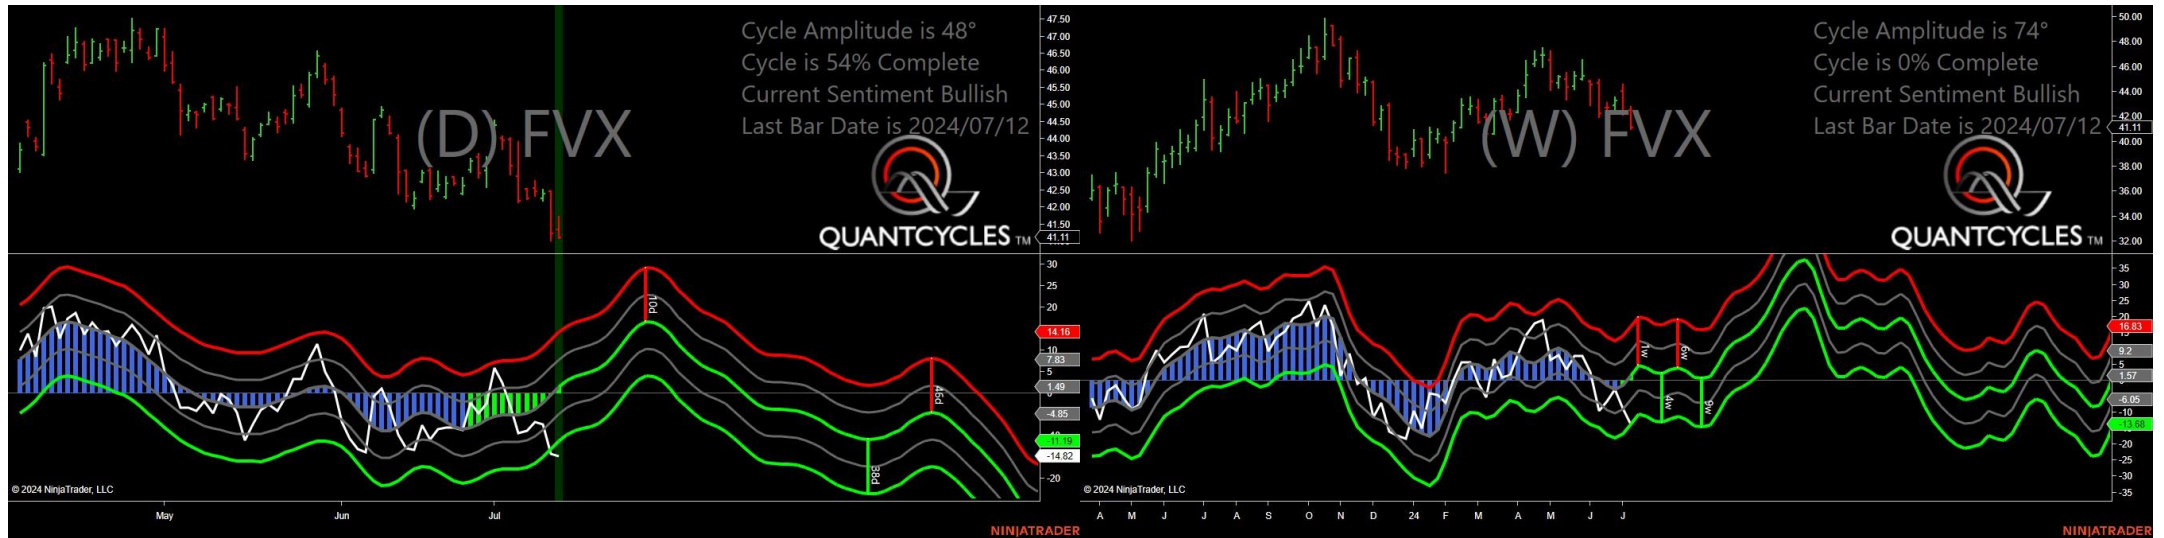 Cycle Amplitude is 48°
Cycle is 54% Complete
Current Sentiment Bullish
Last Bar Date is 2024/07/12
(D) FVX
QUANTCYCLES TM
47.50
47.00
46.50
46.00
45.50
45.00
44.50
44.00
43.50
43.00
42.50
42.00
41.50
41.11
30
25
20
14.16
10
7.83
5
1.49
0
-4.85
-11.19
-14.82
-20
10d
38d
46d
© 2024 NinjaTrader, LLC
May
Jun
Jul
NINJATRADER
Cycle Amplitude is 74°
Cycle is 0% Complete
Current Sentiment Bullish
Last Bar Date is 2024/07/12
(W) FVX
QUANTCYCLES TM
50.00
48.00
46.00
44.00
42.00
41.11
40.00
38.00
36.00
34.00
32.00
35
30
25
20
16.83
9.2
5
1.57
-6.05
-10
-13.68
-20
-25
-30
-35
1w
6w
4w
9w
© 2024 NinjaTrader, LLC
A M J J A S O N D 24 F M A M J J
NINJATRADER